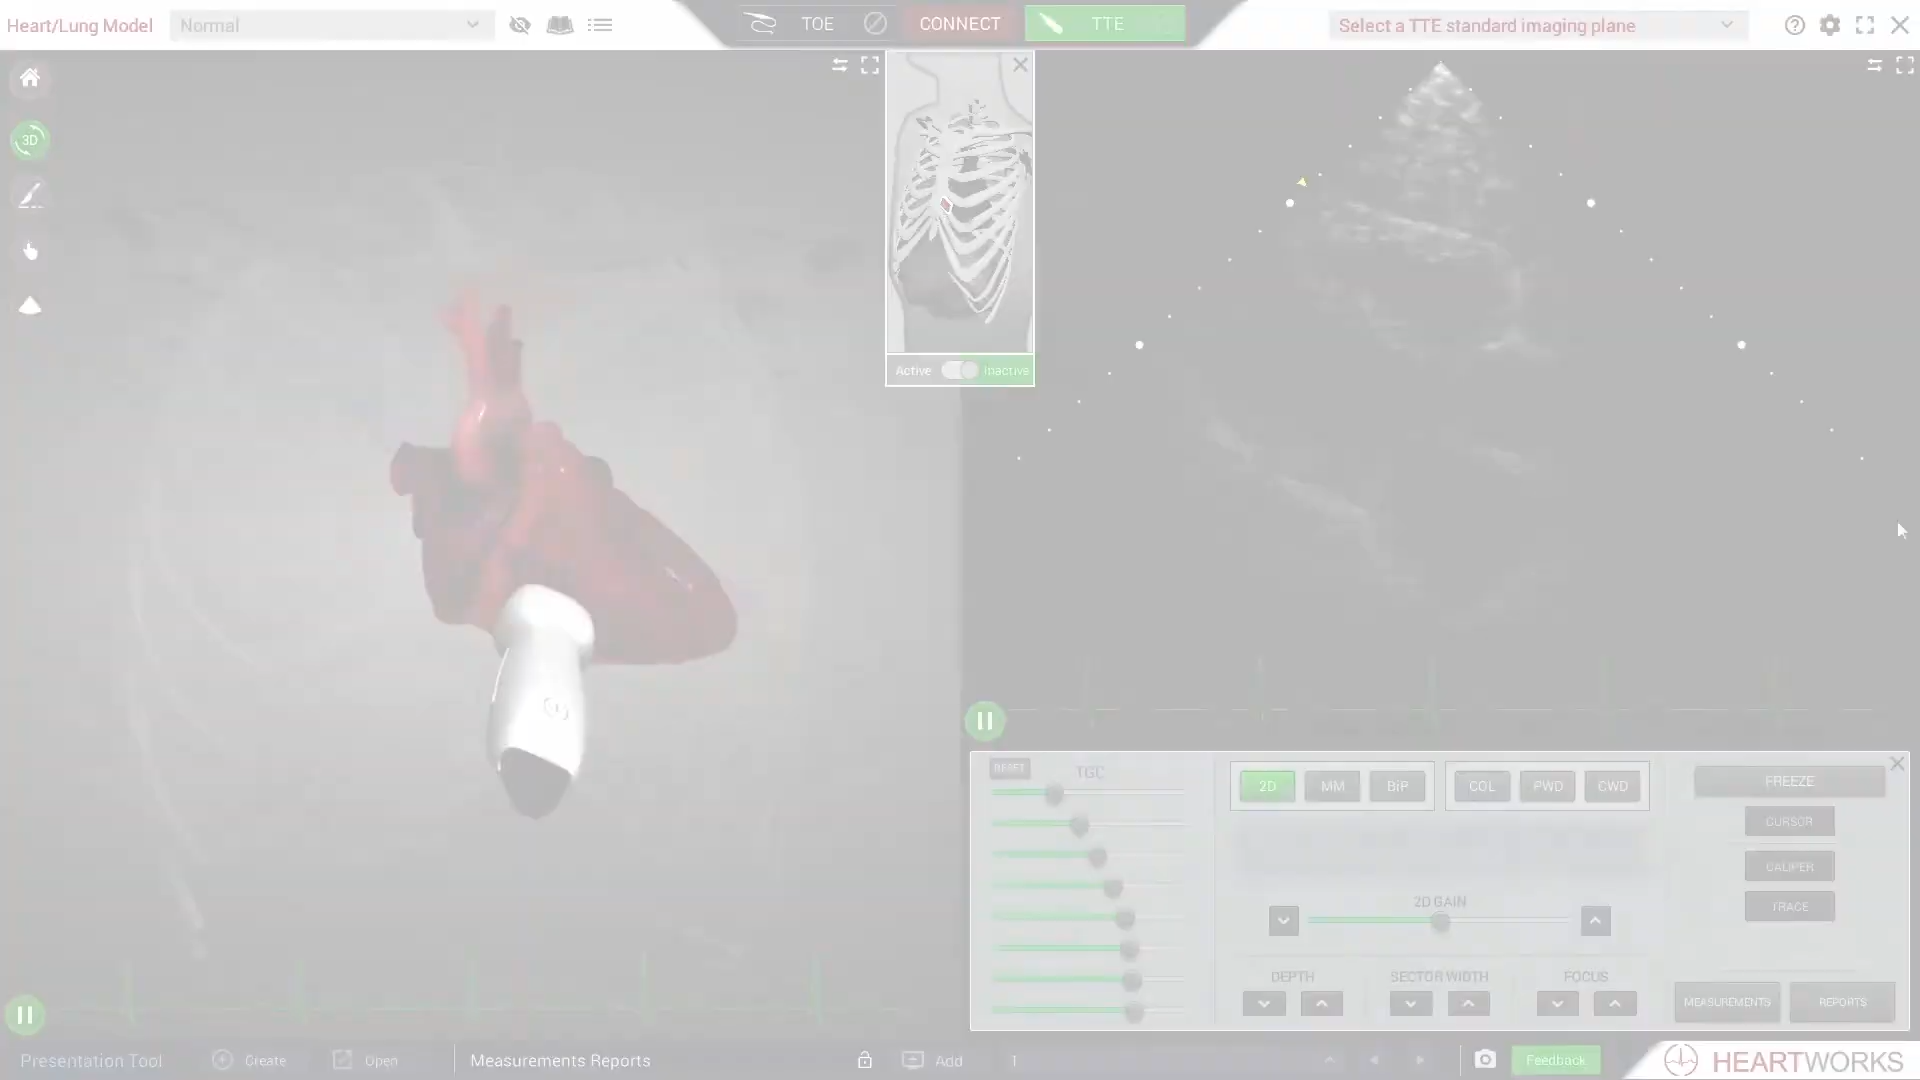 Heart/Lung Model
Normal
TOE
CONNECT
TTE
Select a TTE standard imaging plane
3D
Active
Inactive
RESET
TGC
2D
MM
BiP
COL
PWD
CWD
FREEZE
CURSOR
CALIPER
TRACE
2D GAIN
DEPTH
SECTOR WIDTH
FOCUS
MEASUREMENTS
REPORTS
Presentation Tool
Create
Open
Measurements Reports
Add
1
Feedback
HEARTWORKS